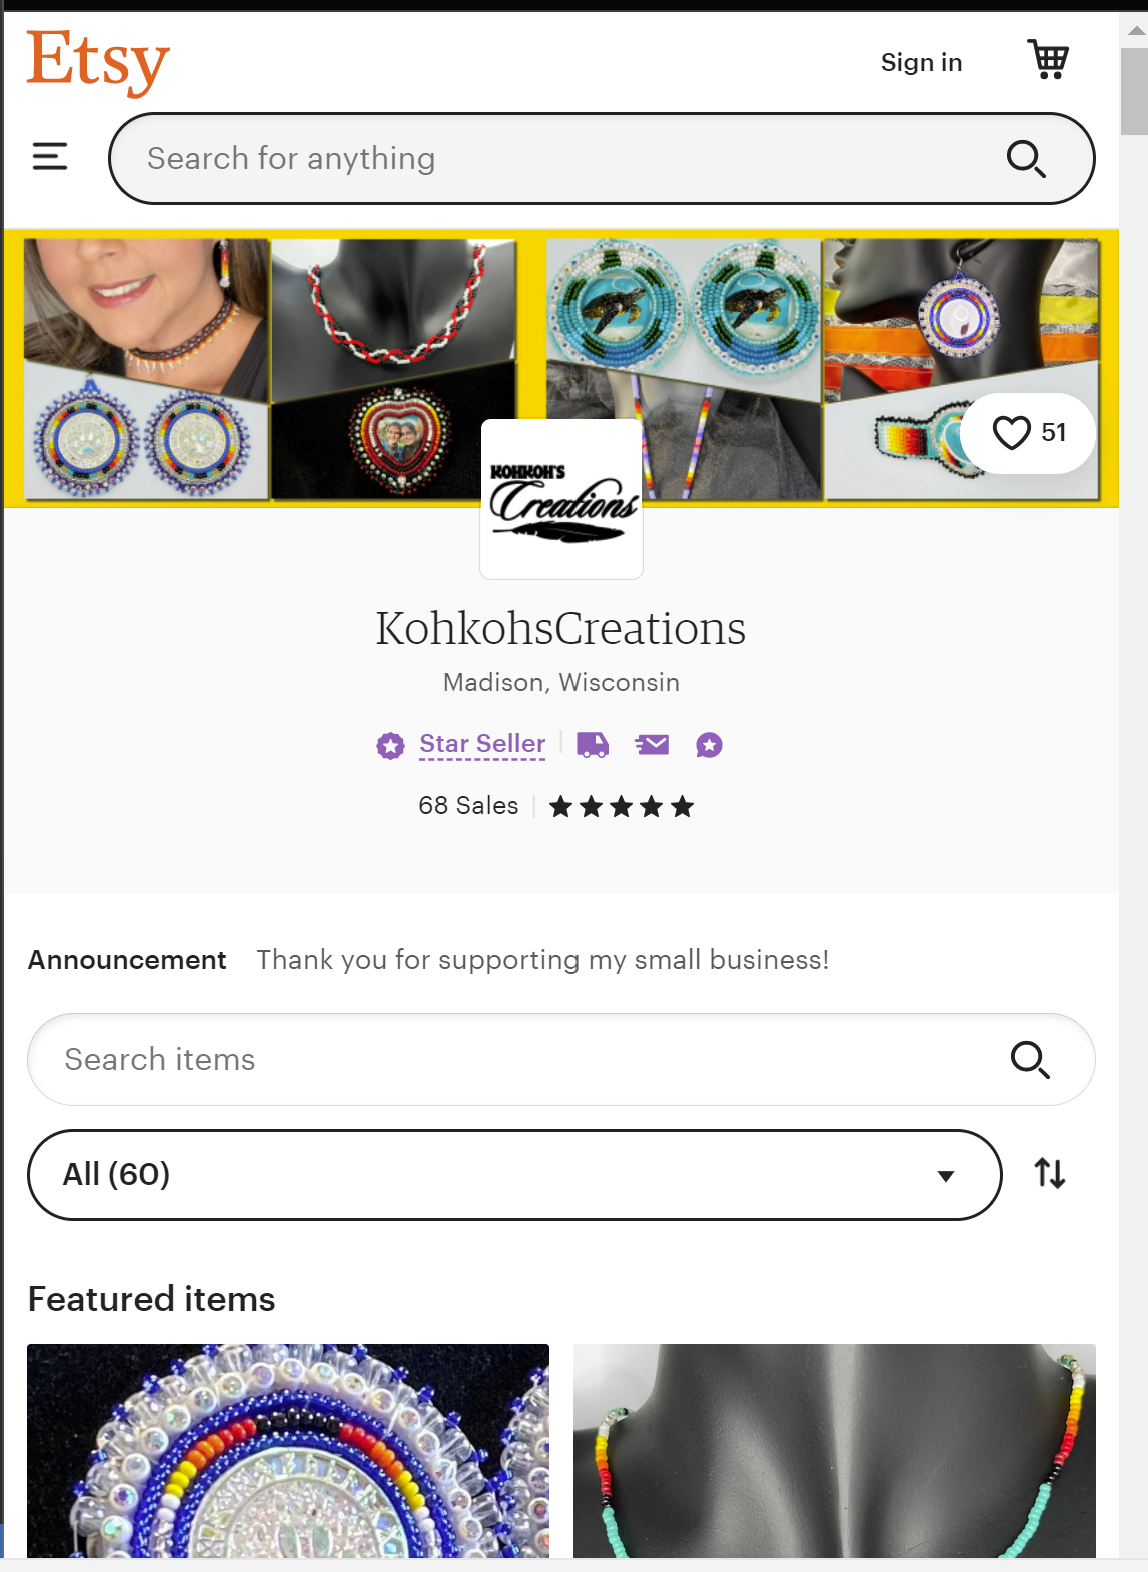 Etsy
Sign in
Search for anything
51
KOHKOH'S
Creations
KohkohsCreations
Madison, Wisconsin
Star Seller
68 Sales
Announcement Thank you for supporting my small business!
Search items
All (60)
Featured items